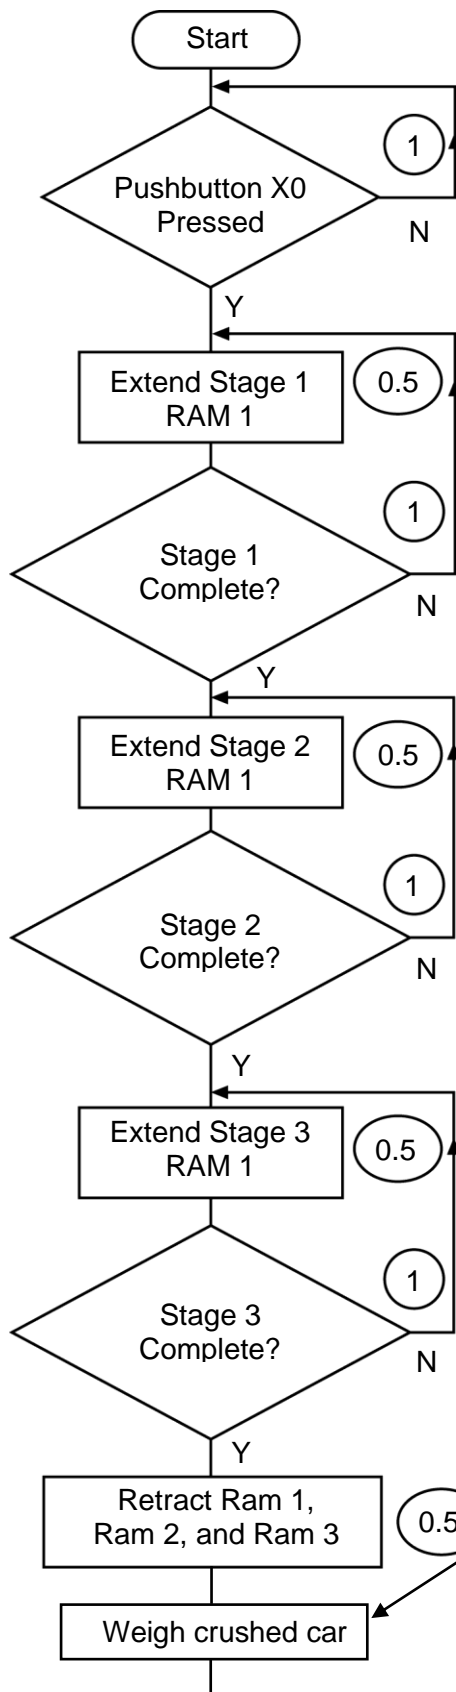 Start
1
Pushbutton X0
Pressed
N
Y
Extend Stage 1
RAM 1
0.5
1
Stage 1
Complete?
N
Y
Extend Stage 2
RAM 1
0.5
1
Stage 2
Complete?
N
Y
Extend Stage 3
RAM 1
0.5
1
Stage 3
Complete?
N
Y
Retract Ram 1,
Ram 2, and Ram 3
0.5
Weigh crushed car